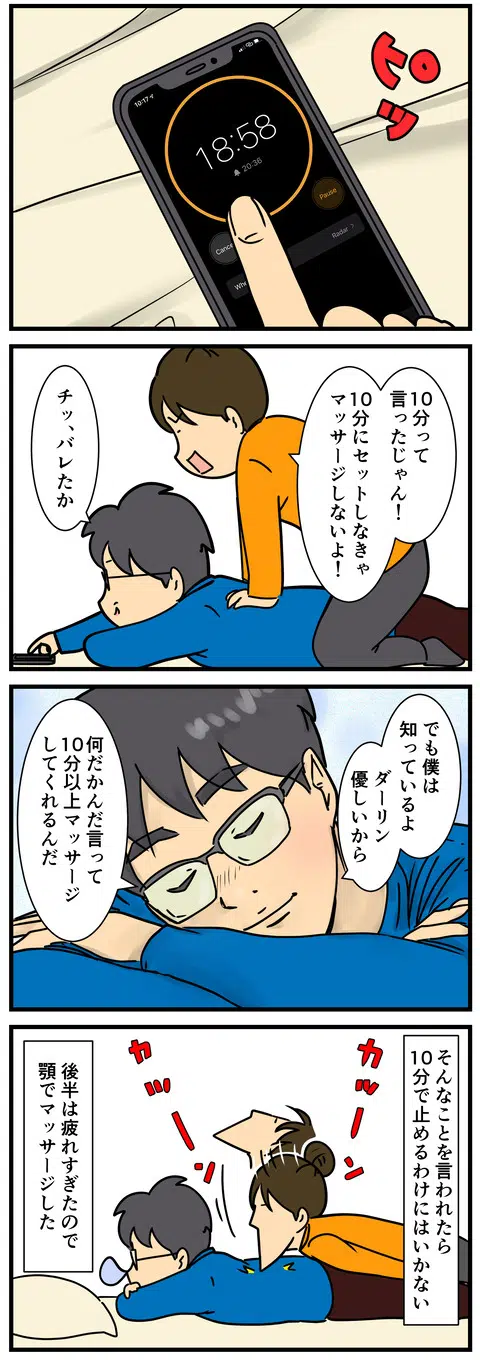 ピッ
10:17
18:58
20:36
Cance
Pause
Whe
Radar
10分って
言ったじゃん！
10分にセットしなきゃ
マッサージしないよ！
チッ、バレたか
でも僕は
知っているよ
ダーリン
優しいから
何だかんだ言って
10分以上マッサージ
してくれるんだ
そんなことを言われたら
10分で止めるわけにはいかない
カッーーン
カッーーン
後半は疲れすぎたので
顎でマッサージした